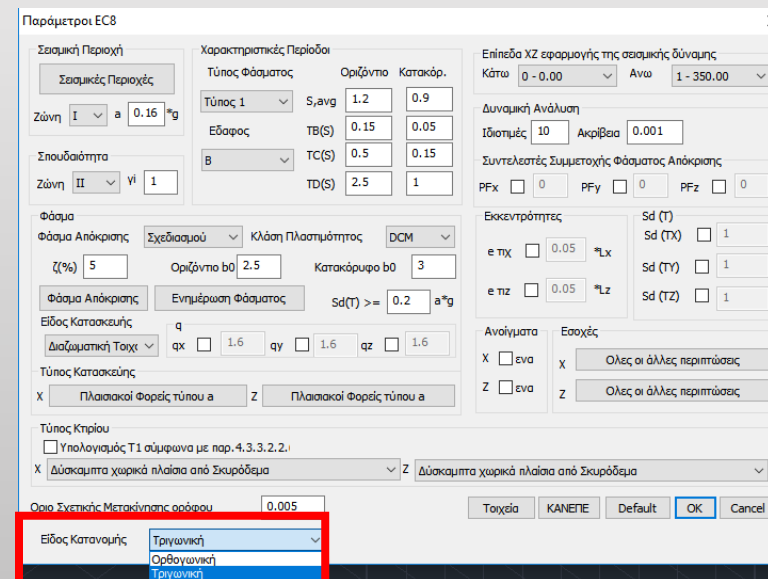 Παράμετροι EC8
Σεισμική Περιοχή
Σεισμικές Περιοχές
Ζώνη I a 0.16 *g
Σπουδαιότητα
Ζώνη II γi 1
Χαρακτηριστικές Περίοδοι
Τύπος Φάσματος Οριζόντιο Κατακόρ.
Τύπος 1 S,avg 1.2 0.9
Εδαφος TB(S) 0.15 0.05
B TC(S) 0.5 0.15
TD(S) 2.5 1
Επίπεδα XZ εφαρμογής της σεισμικής δύναμης
Κάτω 0 - 0.00 Ανω 1 - 350.00
Δυναμική Ανάλυση
Ιδιοτιμές 10 Ακρίβεια 0.001
Συντελεστές Συμμετοχής Φάσματος Απόκρισης
PFx 0 PFy 0 PFz 0
Φάσμα
Φάσμα Απόκρισης Σχεδιασμού Κλάση Πλαστιμότητος DCM
ζ(%) 5 Οριζόντιο b0 2.5 Κατακόρυφο b0 3
Φάσμα Απόκρισης Ενημέρωση Φάσματος Sd(T) >= 0.2 a*g
Είδος Κατασκευής q
Διαζωματική Τοιχι qx 1.6 qy 1.6 qz 1.6
Εκκεντρότητες
e τιχ 0.05 *Lx
e τιz 0.05 *Lz
Sd (T)
Sd (TX) 1
Sd (TY) 1
Sd (TZ) 1
Ανοίγματα
X ενα
Z ενα
Εσοχές
X Ολες οι άλλες περιπτώσεις
Z Ολες οι άλλες περιπτώσεις
Τύπος Κατασκεύης
X Πλαισιακοί Φορείς τύπου α Z Πλαισιακοί Φορείς τύπου α
Τύπος Κτιρίου
Υπολογισμός T1 σύμφωνα με παρ.4.3.3.2.2.
X Δύσκαμπτα χωρικά πλαίσια από Σκυρόδεμα Z Δύσκαμπτα χωρικά πλαίσια από Σκυρόδεμα
Οριο Σχετικής Μετακίνησης ορόφου 0.005
Τοιχεία ΚΑΝΕΠΕ Default OK Cancel
Είδος Κατανομής Τριγωνική
Ορθογωνική
Τριγωνική